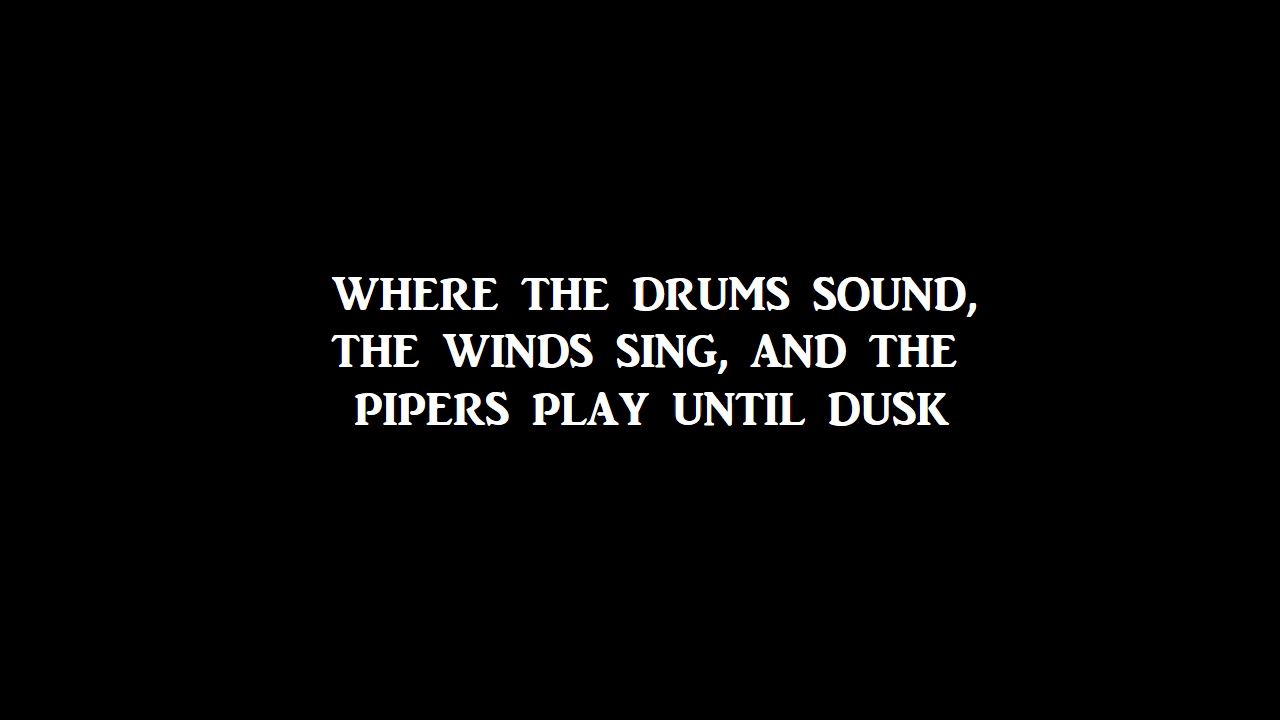 WHERE THE DRUMS SOUND,
THE WINDS SING, AND THE
PIPERS PLAY UNTIL DUSK